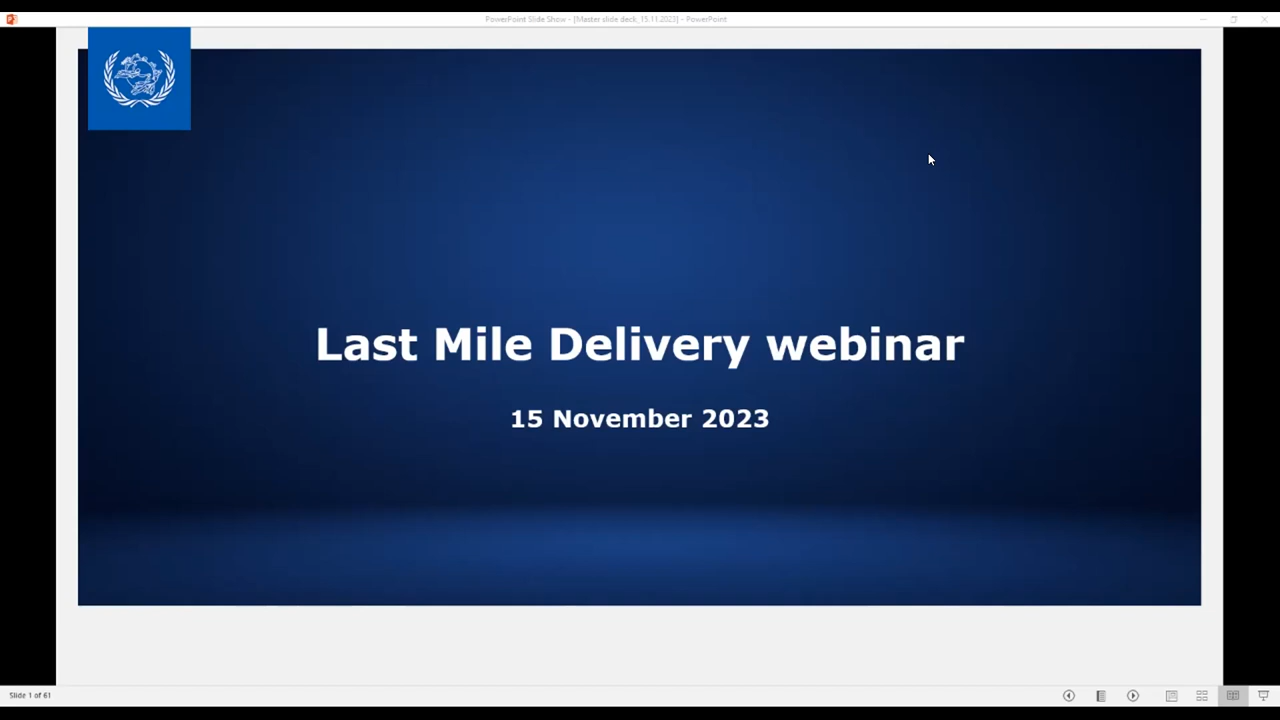 PowerPoint Slide Show - [Master slide deck_15.11.2023] - PowerPoint
Last Mile Delivery webinar
15 November 2023
Slide 1 of 61